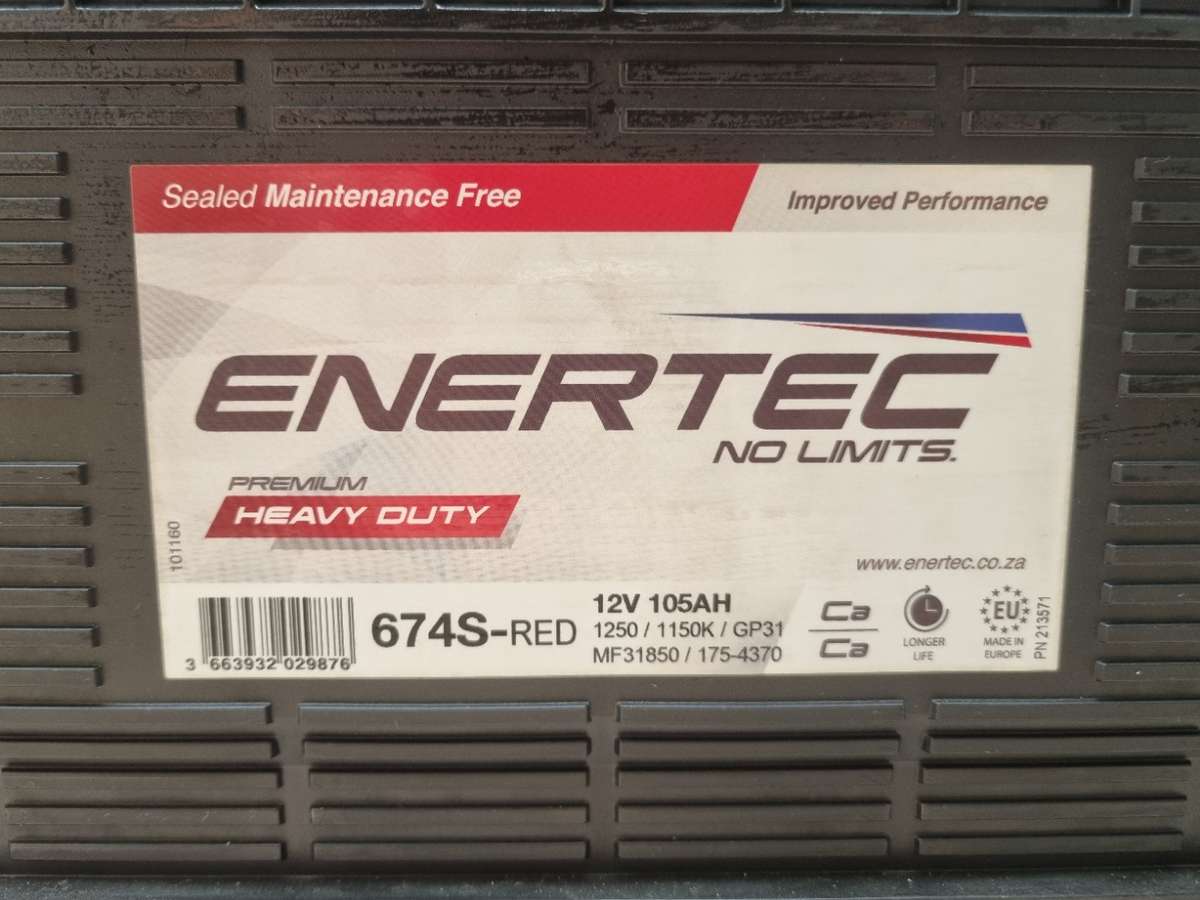 Sealed Maintenance Free
Improved Performance
ENERTEC
NO LIMITS.
PREMIUM
HEAVY DUTY
101160
www.enertec.co.za
3 663932 029876
674S-RED
12V 105AH
1250 / 1150K / GP31
MF31850 / 175-4370
Ca
Ca
LONGER
LIFE
EU
MADE IN
EUROPE
PN 213571